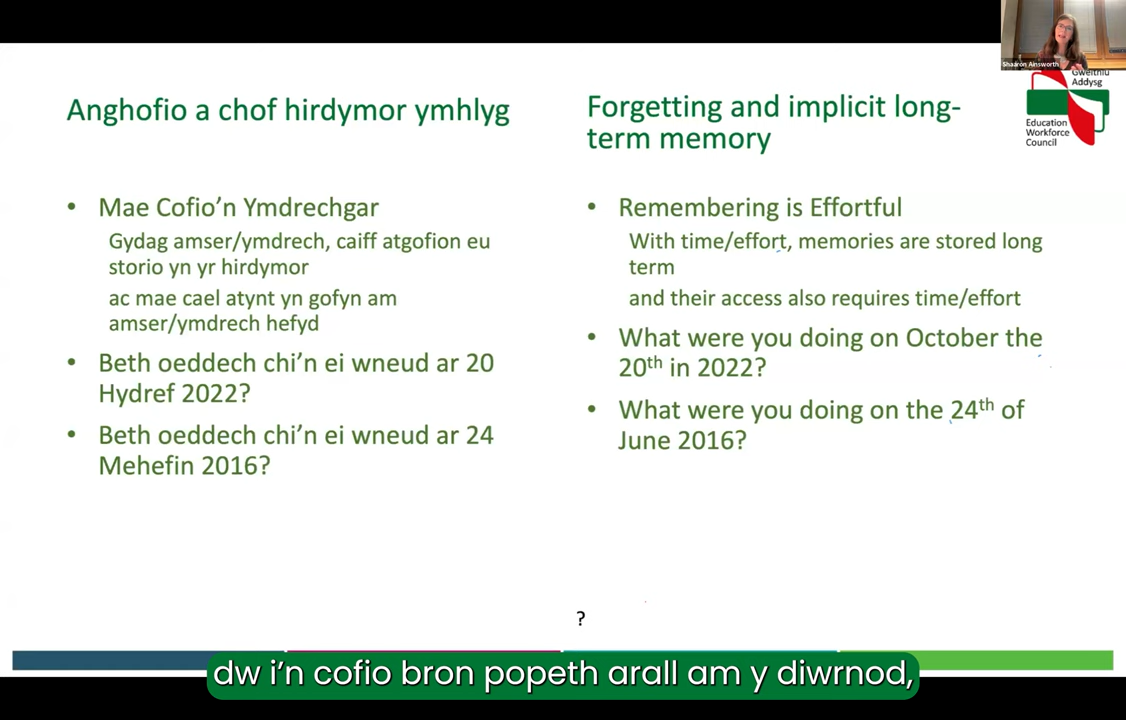 Shaaron Ainsworth
Gweithlu
Addysg
Education
Workforce
Council
Anghofio a chof hirdymor ymhlyg
• Mae Cofio'n Ymdrechgar
Gydag amser/ymdrech, caiff atgofion eu
storio yn yr hirdymor
ac mae cael atynt yn gofyn am
amser/ymdrech hefyd
• Beth oeddech chi'n ei wneud ar 20
Hydref 2022?
• Beth oeddech chi'n ei wneud ar 24
Mehefin 2016?
Forgetting and implicit long-
term memory
• Remembering is Effortful
With time/effort, memories are stored long
term
and their access also requires time/effort
• What were you doing on October the
20th in 2022?
• What were you doing on the 24th of
June 2016?
?
dw i'n cofio bron popeth arall am y diwrnod,